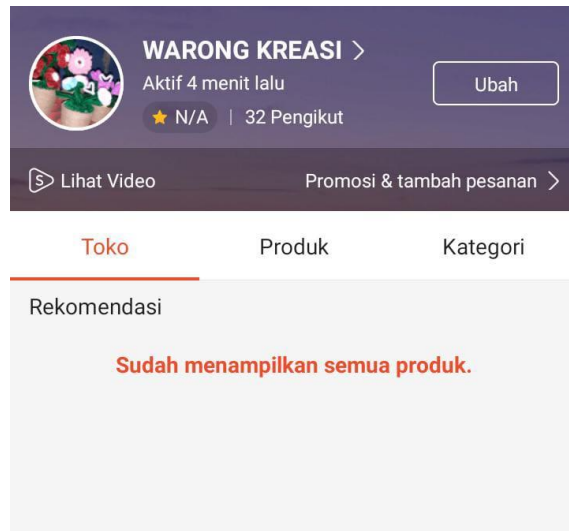 WARONG KREASI >
Aktif 4 menit lalu
Ubah
N/A | 32 Pengikut
Lihat Video
Promosi & tambah pesanan >
Toko
Produk
Kategori
Rekomendasi
Sudah menampilkan semua produk.